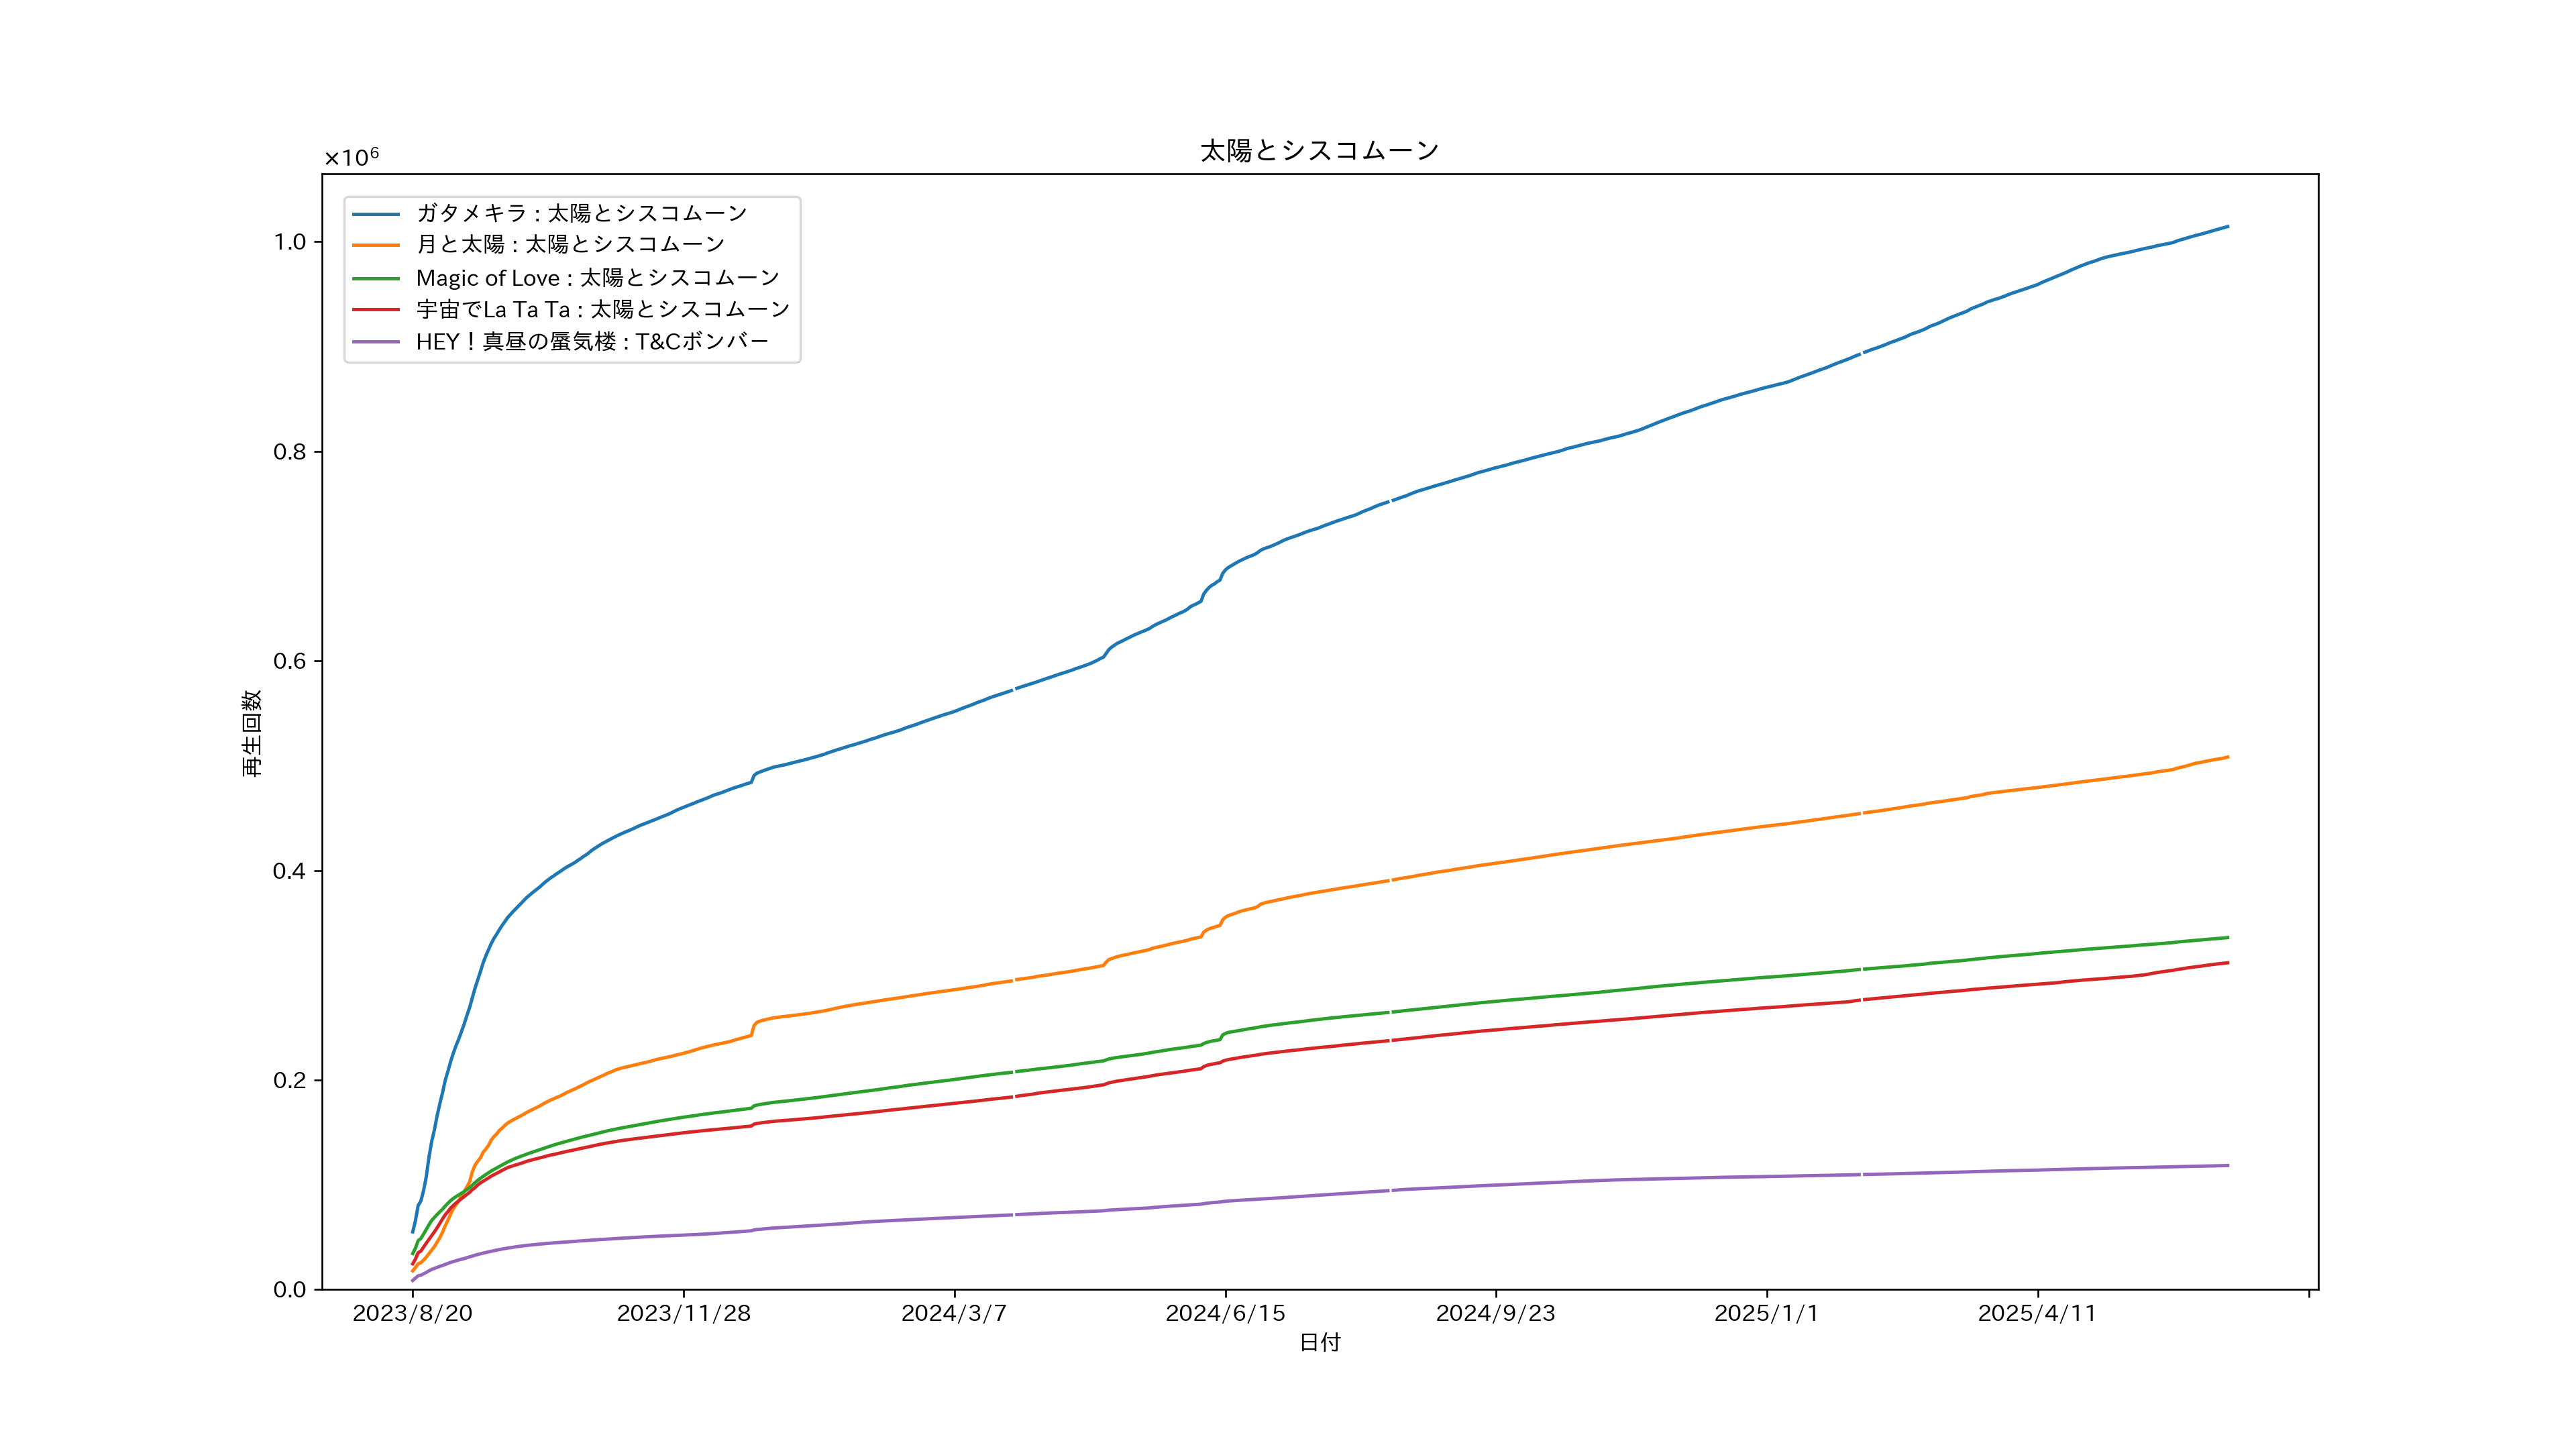 太陽とシスコムーン
×10⁶
ガタメキラ : 太陽とシスコムーン
月と太陽 : 太陽とシスコムーン
Magic of Love : 太陽とシスコムーン
宇宙でLa Ta Ta : 太陽とシスコムーン
HEY！真昼の蜃気楼 : T&Cボンバー
1.0
0.8
0.6
0.4
0.2
0.0
再生回数
2023/8/20
2023/11/28
2024/3/7
2024/6/15
2024/9/23
2025/1/1
2025/4/11
日付